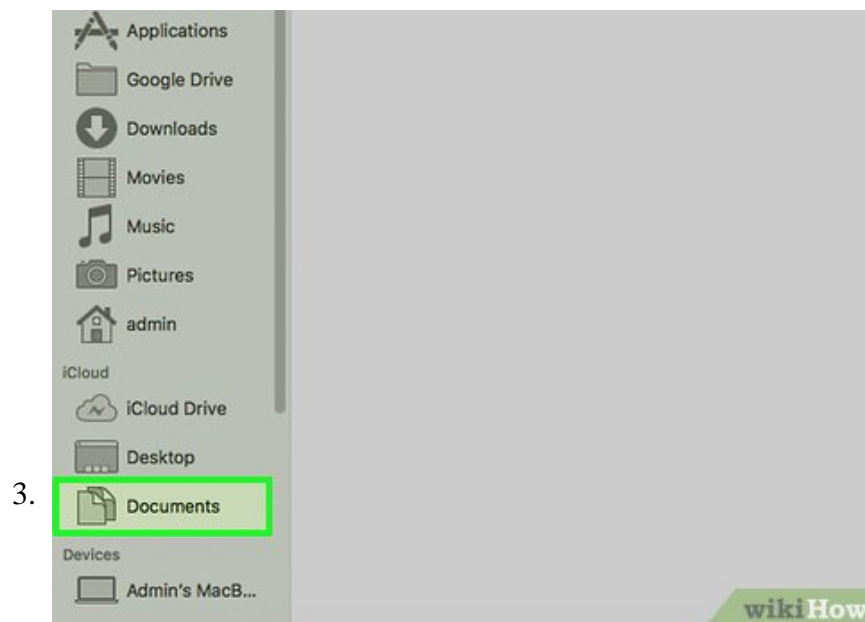 Applications
Google Drive
Downloads
Movies
Music
Pictures
admin
iCloud
iCloud Drive
Desktop
3.
Documents
Devices
Admin's MacB...
wikiHow